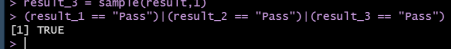 > result_3 = sample(result,1)
> (result_1 == "Pass")|(result_2 == "Pass")|(result_3 == "Pass")
[1] TRUE
>